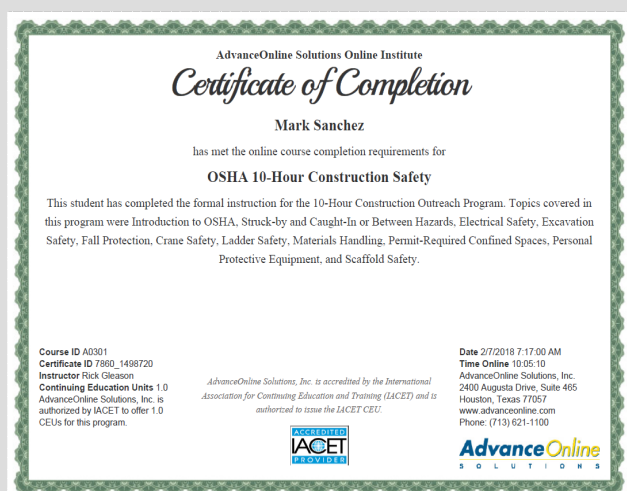 AdvanceOnline Solutions Online Institute
Certificate of Completion
Mark Sanchez
has met the online course completion requirements for
OSHA 10-Hour Construction Safety
This student has completed the formal instruction for the 10-Hour Construction Outreach Program. Topics covered in
this program were Introduction to OSHA, Struck-by and Caught-In or Between Hazards, Electrical Safety, Excavation
Safety, Fall Protection, Crane Safety, Ladder Safety, Materials Handling, Permit-Required Confined Spaces, Personal
Protective Equipment, and Scaffold Safety.
Course ID A0301
Certificate ID 7860_1498720
Instructor Rick Gleason
Continuing Education Units 1.0
AdvanceOnline Solutions, Inc. is
authorized by IACET to offer 1.0
CEUs for this program.
AdvanceOnline Solutions, Inc. is accredited by the International
Association for Continuing Education and Training (IACET) and is
authorized to issue the IACET CEU.
ACCREDITED
IACET
PROVIDER
Date 2/7/2018 7:17:00 AM
Time Online 10:05:10
AdvanceOnline Solutions, Inc.
2400 Augusta Drive, Suite 465
Houston, Texas 77057
www.advanceonline.com
Phone: (713) 621-1100
AdvanceOnline
SOLUTIONS